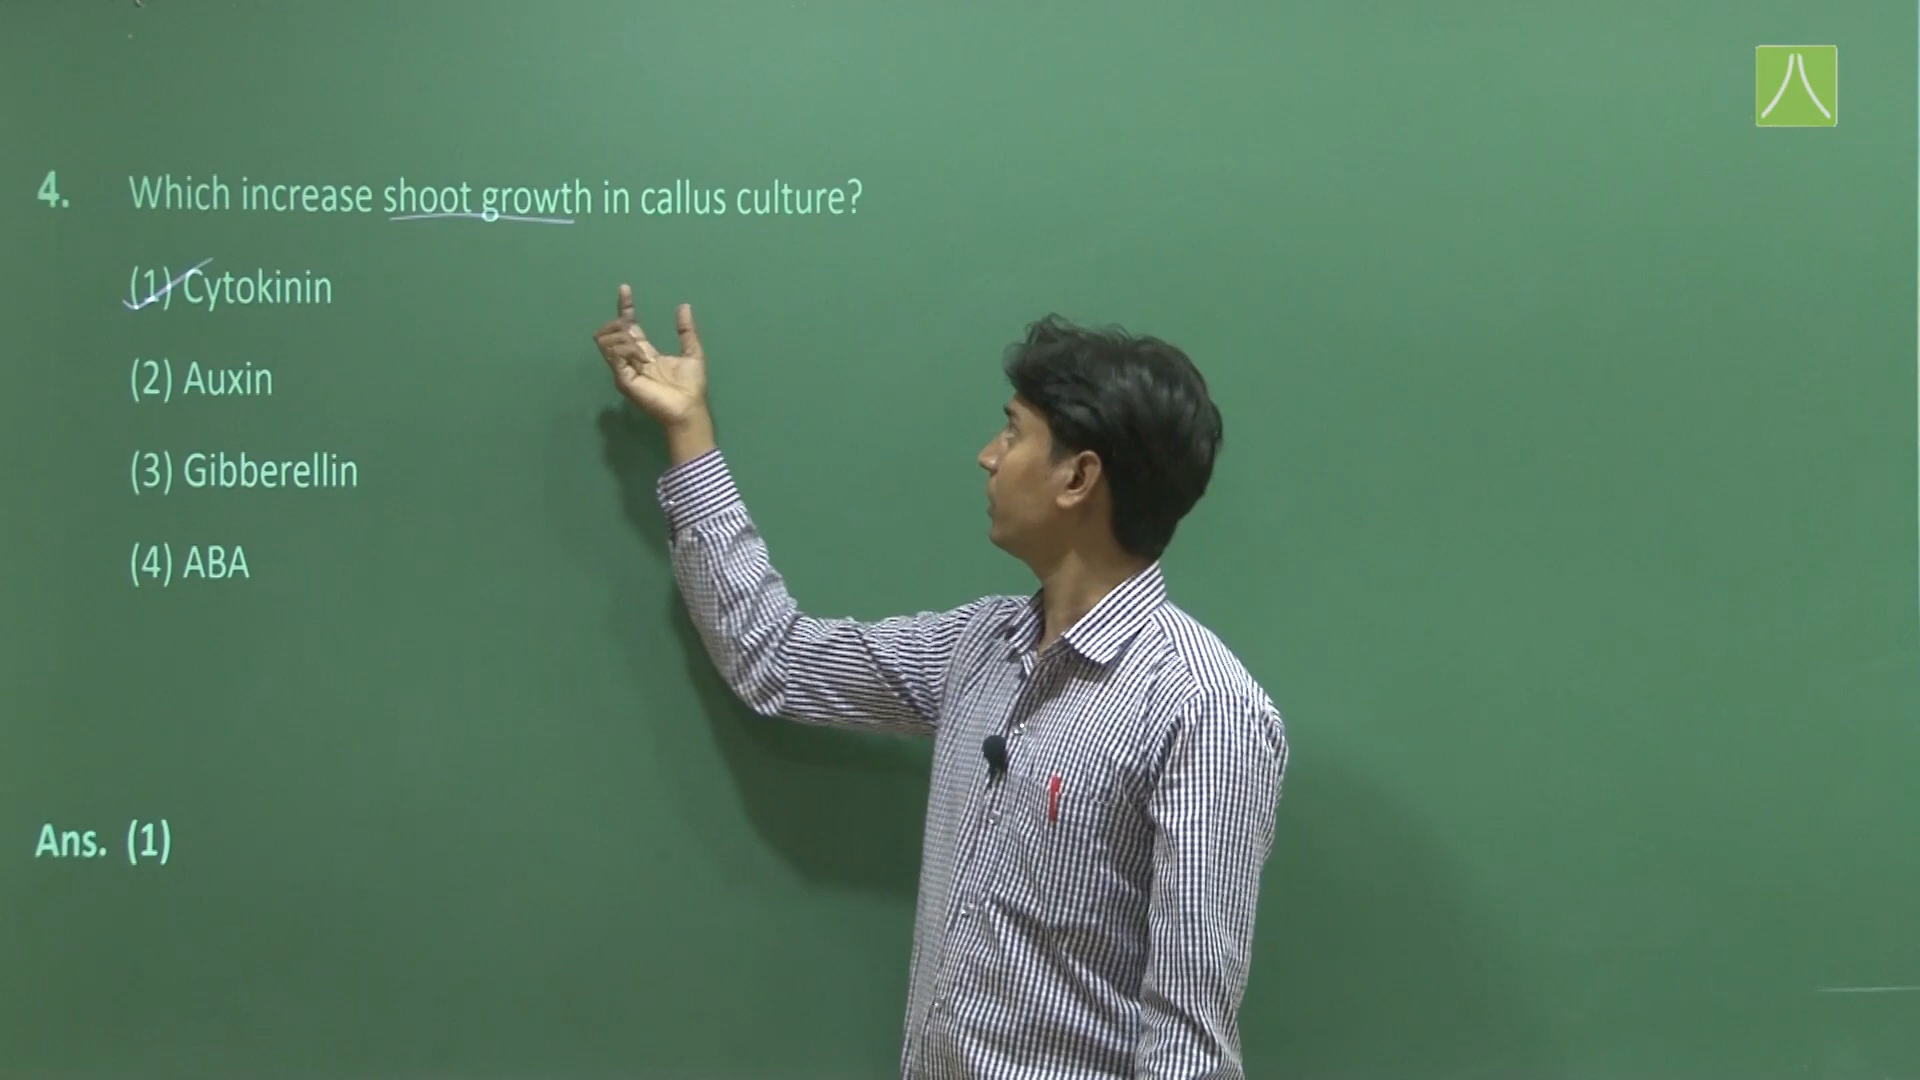 4. Which increase shoot growth in callus culture?
(1) Cytokinin
(2) Auxin
(3) Gibberellin
(4) ABA
Ans. (1)